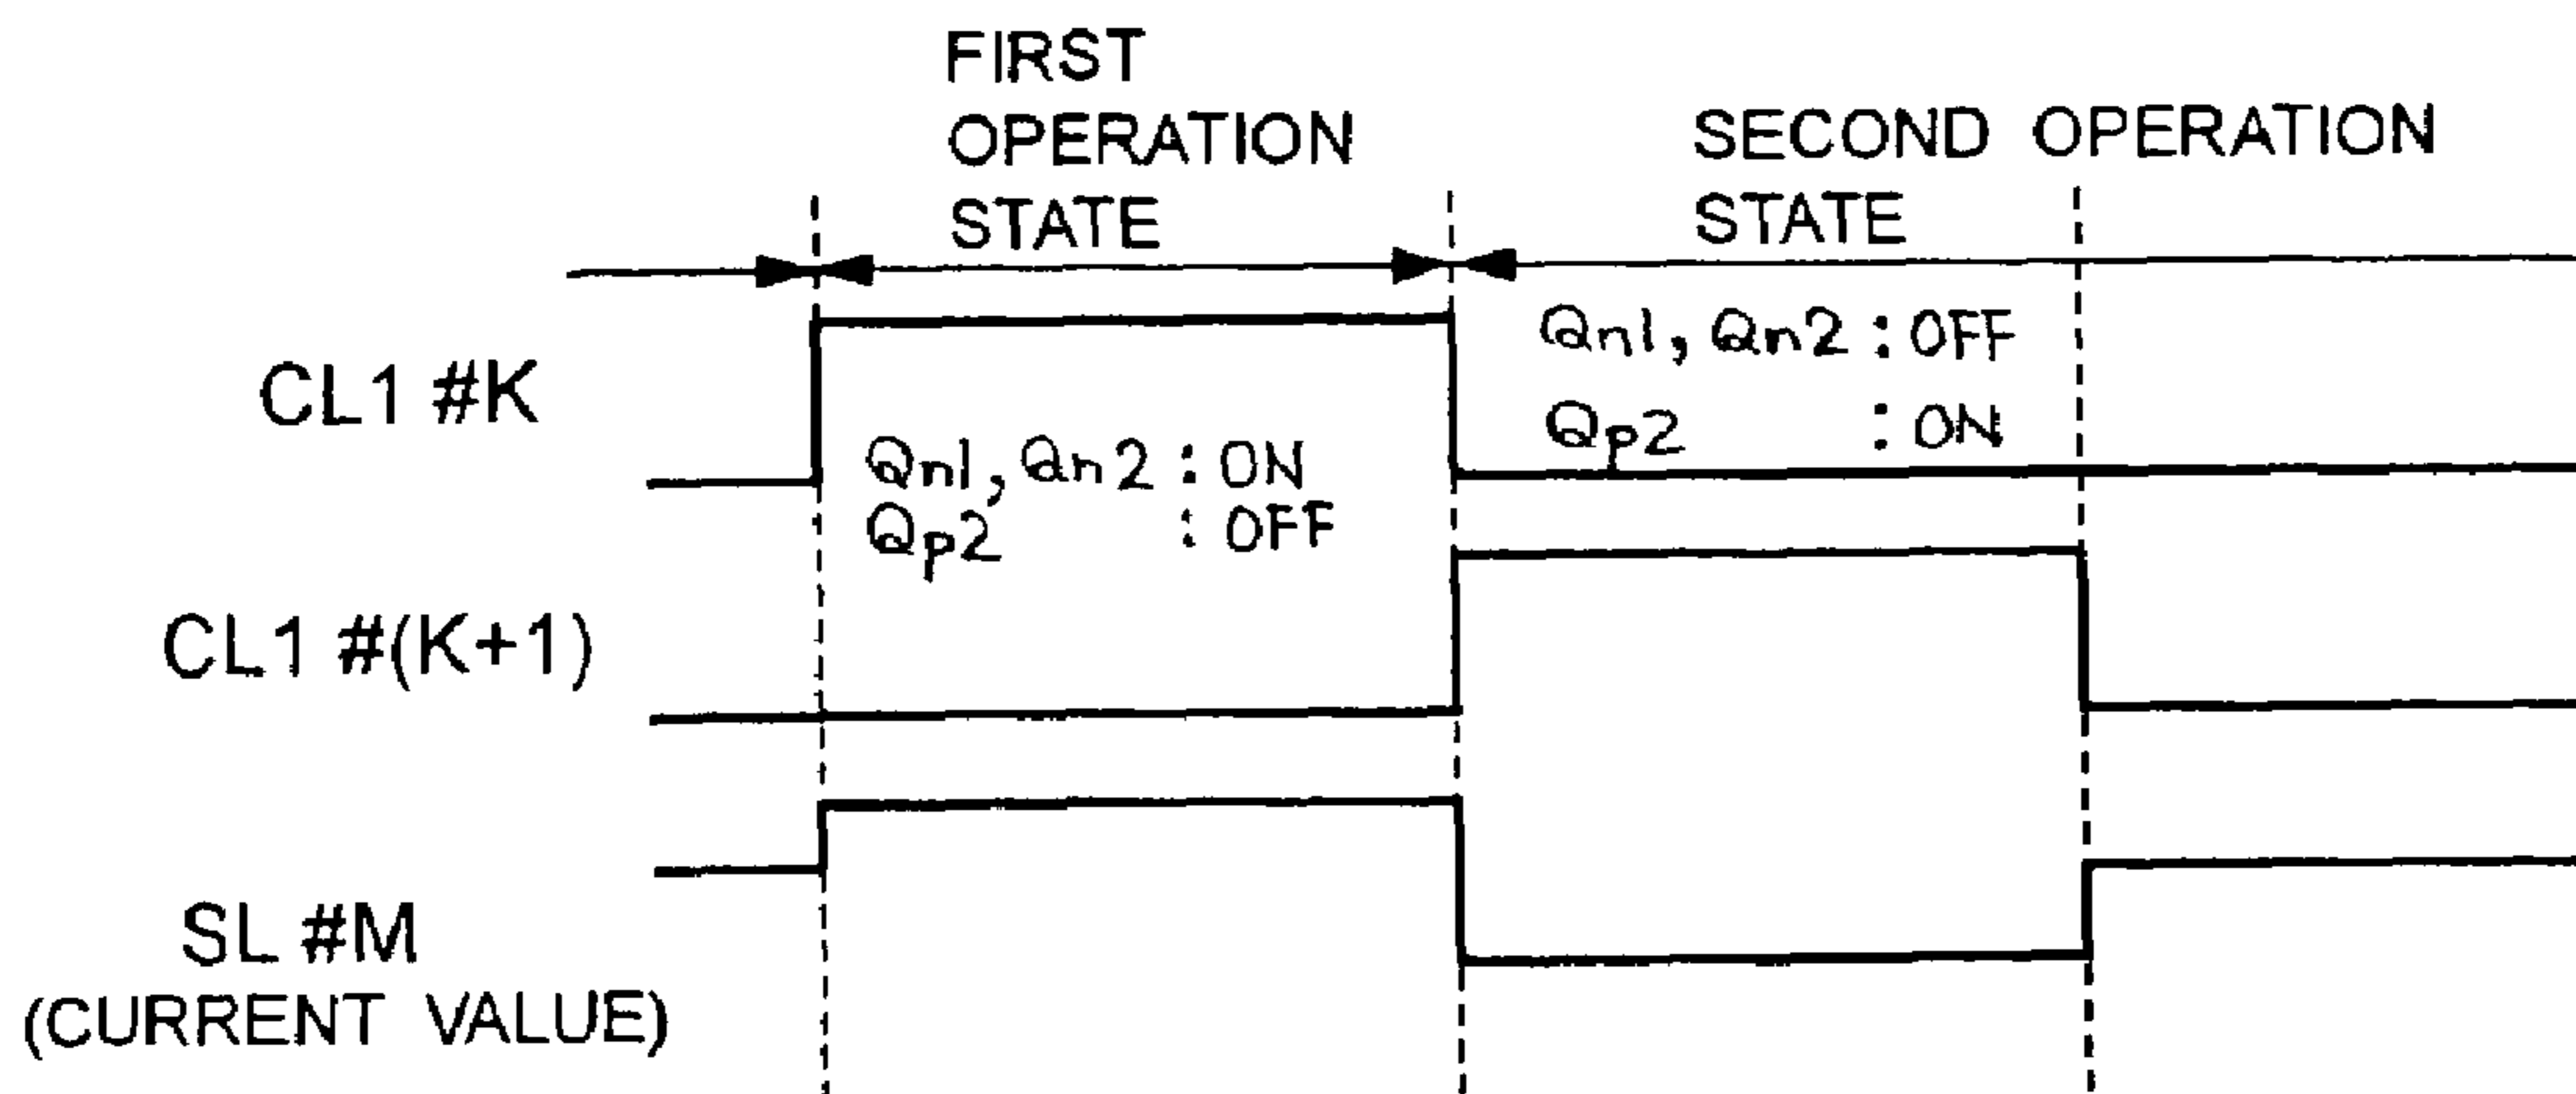 FIRST
OPERATION
STATE
SECOND OPERATION
STATE
CL1 #K
Qn1, Qn2 : ON
Qp2 : OFF
Qn1, Qn2 : OFF
Qp2 : ON
CL1 #(K+1)
SL #M
(CURRENT VALUE)